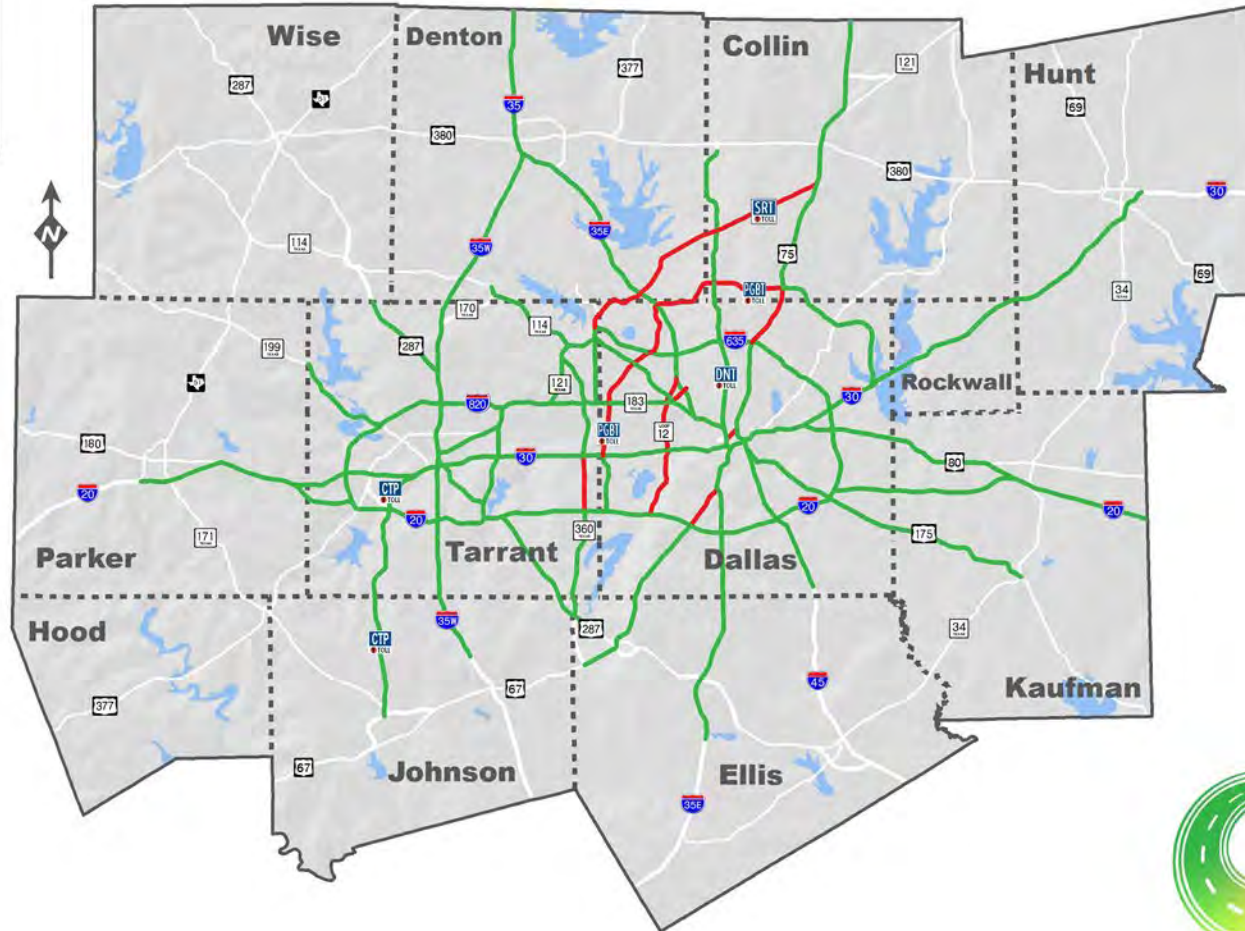 Wise
Denton
Collin
Hunt
377
121
287
69
35
380
380
30
SRT
TOLL
114
35W
35E
75
69
34
PGBT
TOLL
170
199
114
287
635
DNT
TOLL
Rockwall
121
30
820
183
PGBT
TOLL
LOOP
12
180
30
80
20
CTP
TOLL
20
20
20
360
171
175
Parker
Tarrant
Dallas
Hood
35W
287
34
CTP
TOLL
45
67
Kaufman
377
67
Johnson
Ellis
35E
N